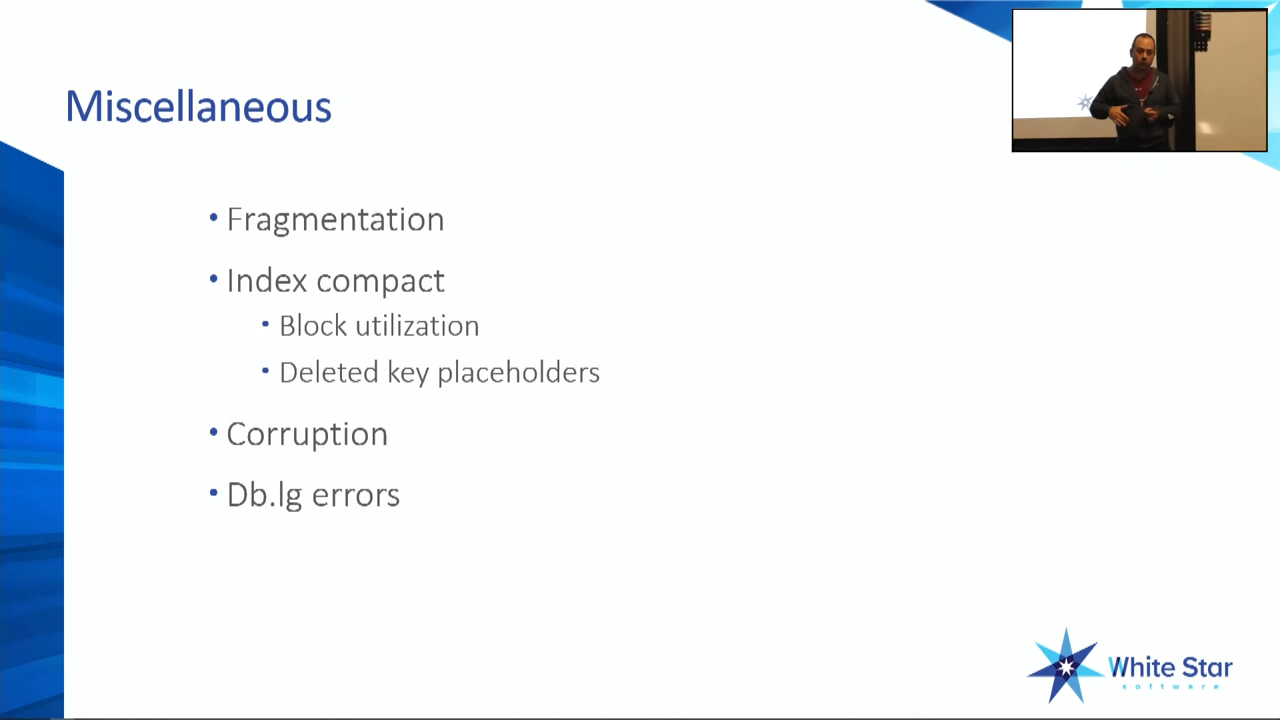 Miscellaneous
• Fragmentation
• Index compact
• Block utilization
• Deleted key placeholders
• Corruption
• Db.lg errors
White Star
software